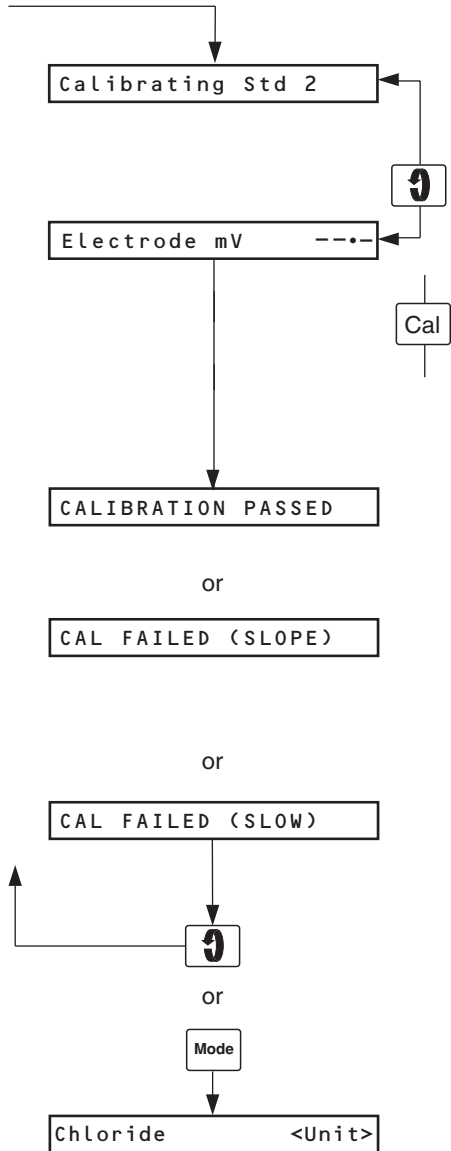 Calibrating Std 2
Electrode mV --.-
Cal
CALIBRATION PASSED
or
CAL FAILED (SLOPE)
or
CAL FAILED (SLOW)
or
Mode
Chloride <Unit>